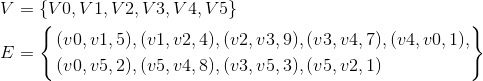 V = {V0, V1, V2, V3, V4, V5}
E = { (v0, v1, 5), (v1, v2, 4), (v2, v3, 9), (v3, v4, 7), (v4, v0, 1),
(v0, v5, 2), (v5, v4, 8), (v3, v5, 3), (v5, v2, 1) }